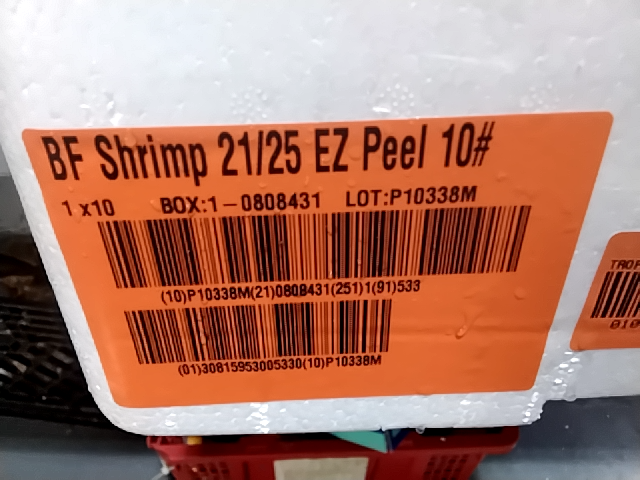 BF Shrimp 21/25 EZ Peel 10#
1 x10 BOX:1-0808431 LOT:P10338M
(10)P10338M(21)0808431(251)1(91)533
(01)30815953005330(10)P10338M